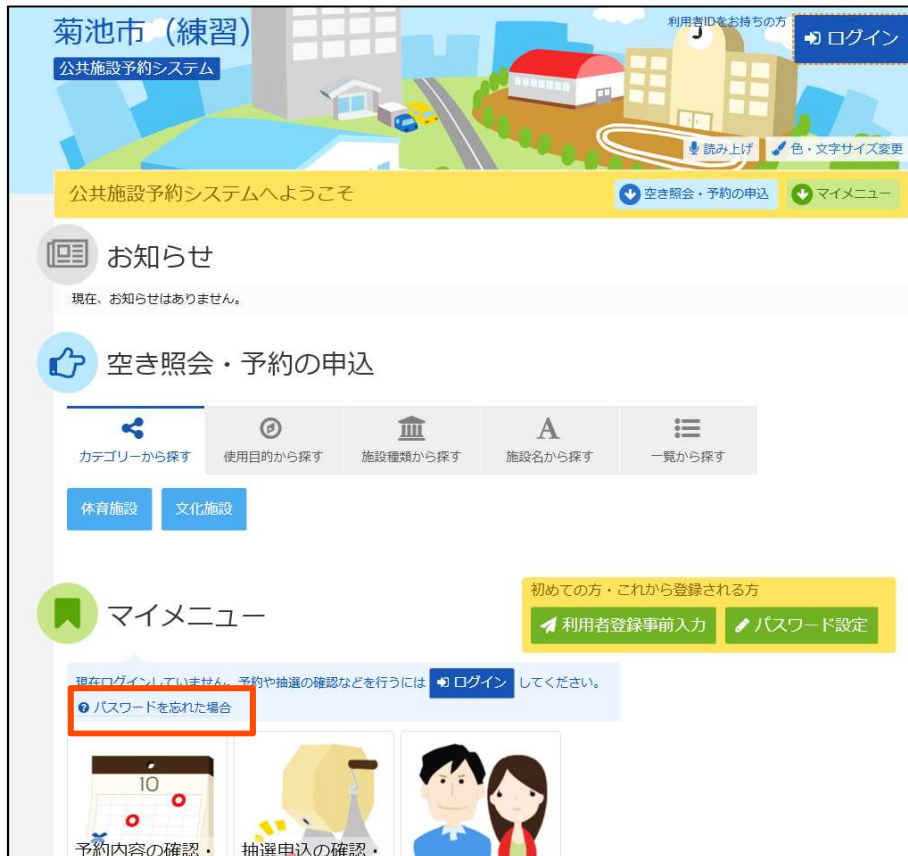 菊池市（練習）
公共施設予約システム
利用者IDをお持ちの方
ログイン
読み上げ
色・文字サイズ変更
公共施設予約システムへようこそ
空き照会・予約の申込
マイメニュー
お知らせ
現在、お知らせはありません。
空き照会・予約の申込
カテゴリーから探す
使用目的から探す
施設種類から探す
A
施設名から探す
一覧から探す
体育施設
文化施設
マイメニュー
初めての方・これから登録される方
利用者登録事前入力
パスワード設定
現在ログインしていません。予約や抽選の確認などを行うには ログイン してください。
パスワードを忘れた場合
10
予約内容の確認・
抽選申込の確認・